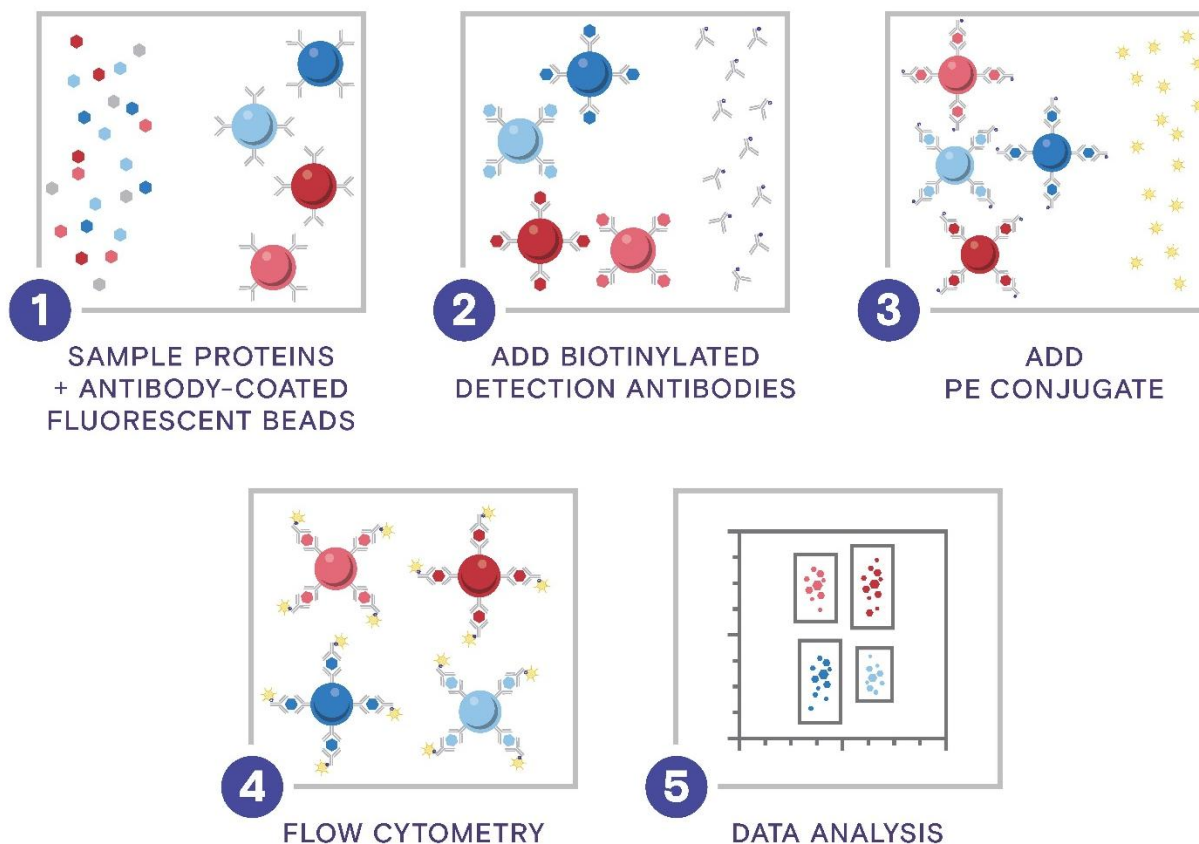 1
SAMPLE PROTEINS
+ ANTIBODY-COATED
FLUORESCENT BEADS
2
ADD BIOTINYLATED
DETECTION ANTIBODIES
3
ADD
PE CONJUGATE
4
FLOW CYTOMETRY
5
DATA ANALYSIS